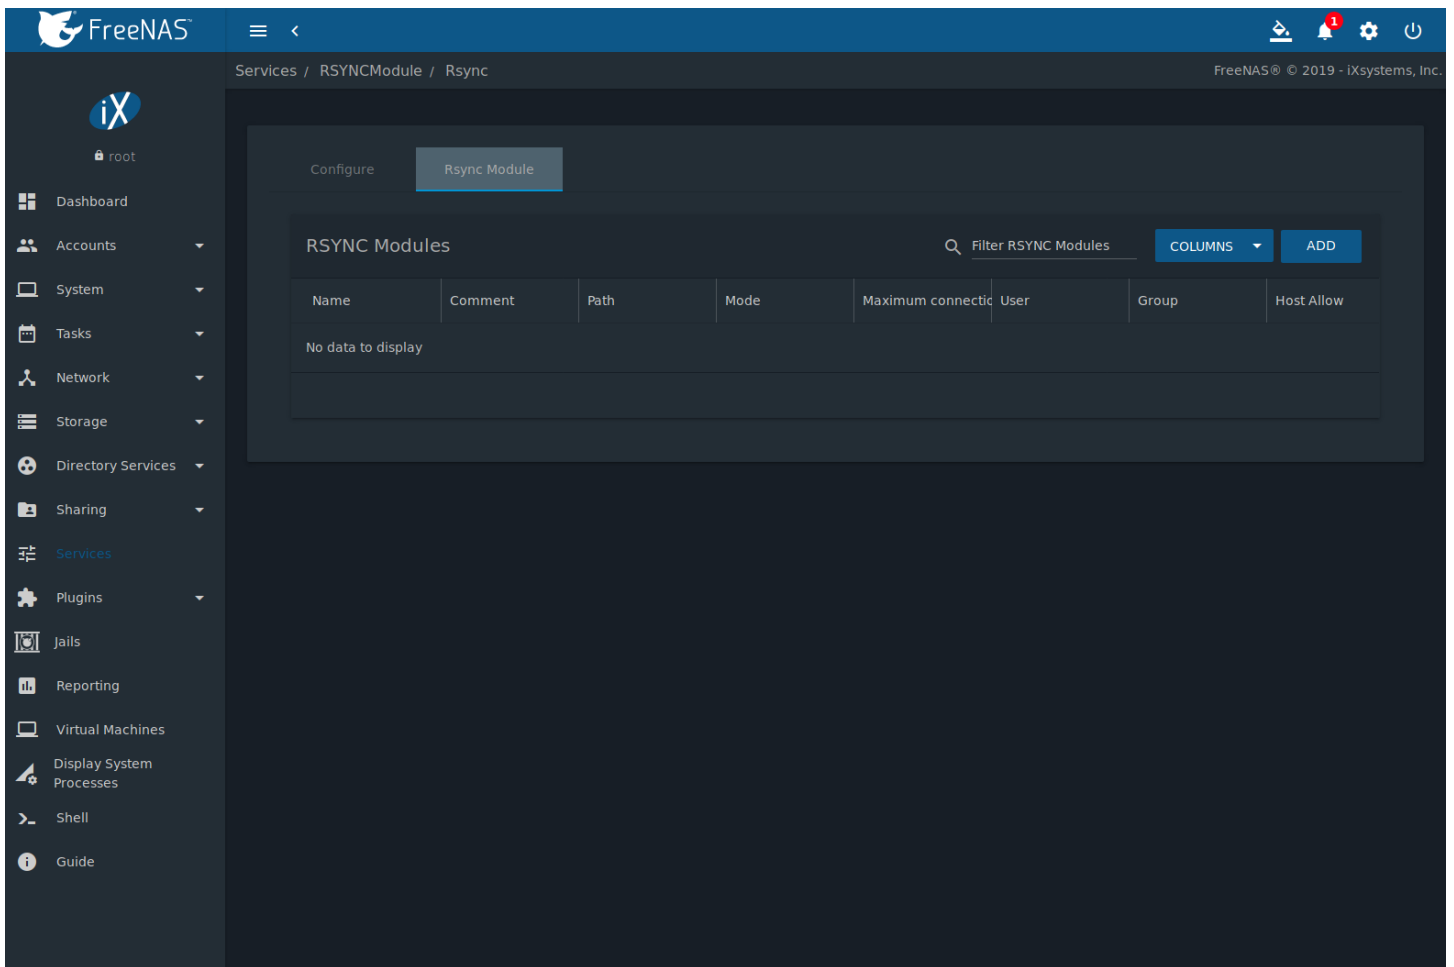 FreeNAS™
1
Services / RSYNCModule / Rsync
FreeNAS® © 2019 - iXsystems, Inc.
iX
root
Dashboard
Accounts
System
Tasks
Network
Storage
Directory Services
Sharing
Services
Plugins
Jails
Reporting
Virtual Machines
Display System
Processes
Shell
Guide
Configure
Rsync Module
RSYNC Modules
Filter RSYNC Modules
COLUMNS
ADD
Name Comment Path Mode Maximum connectic User Group Host Allow
No data to display